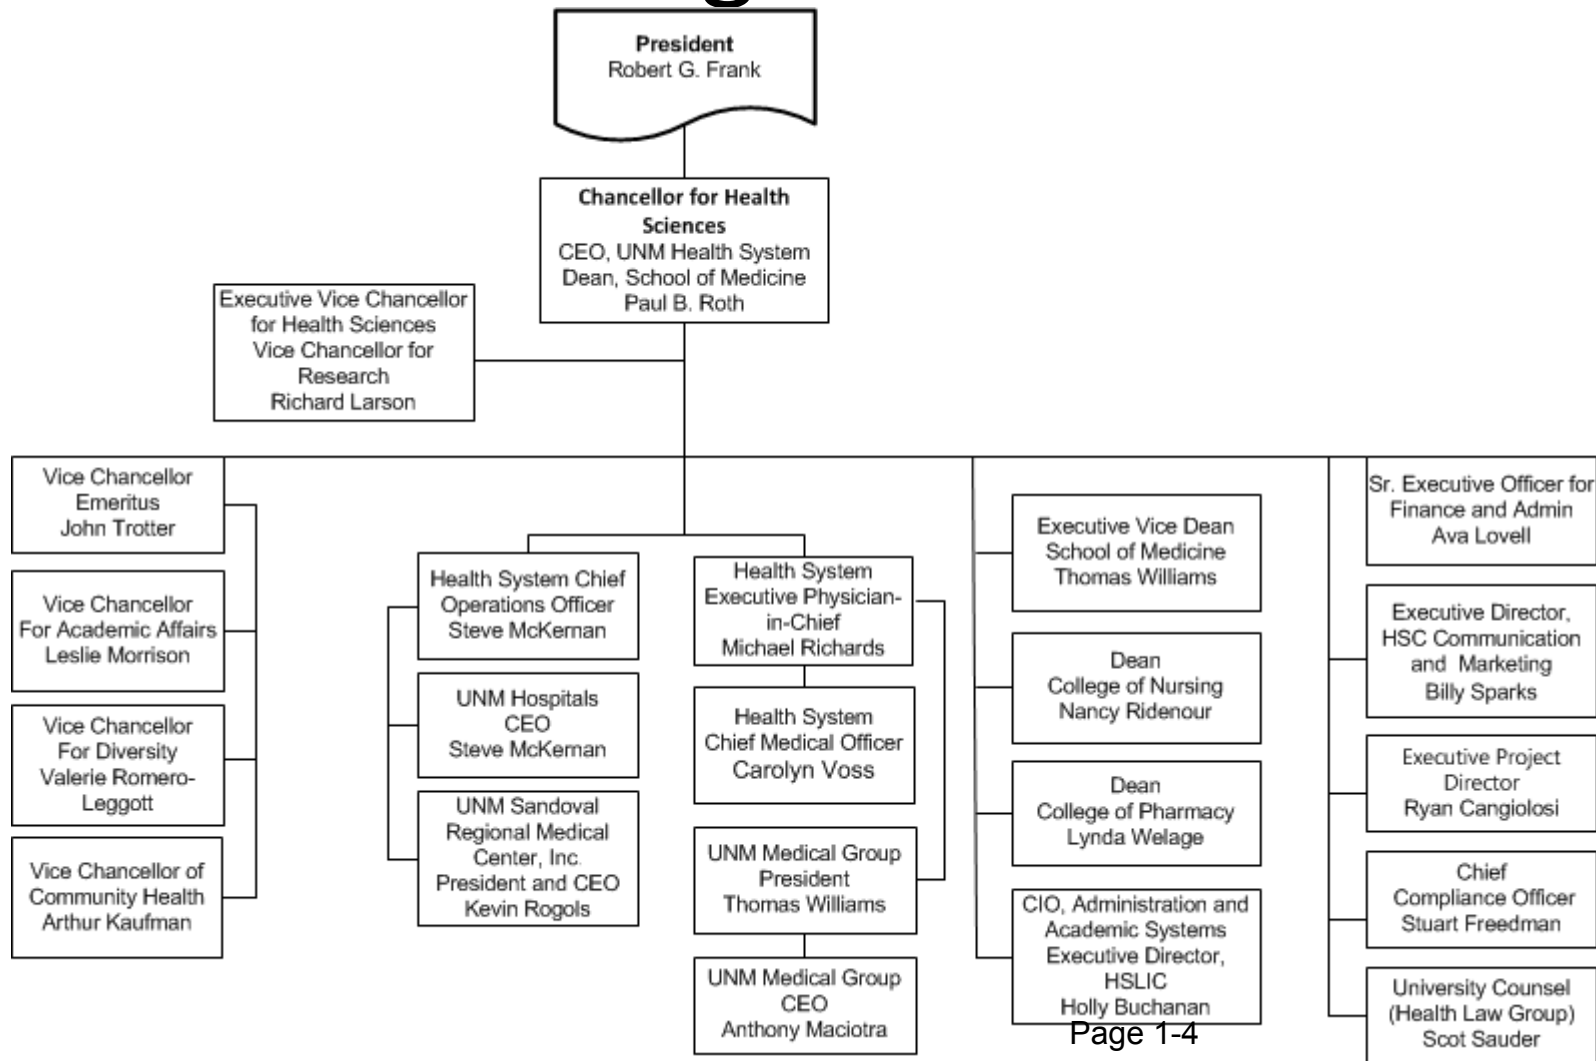 President
Robert G. Frank
Chancellor for Health
Sciences
CEO, UNM Health System
Dean, School of Medicine
Paul B. Roth
Executive Vice Chancellor
for Health Sciences
Vice Chancellor for
Research
Richard Larson
Vice Chancellor
Emeritus
John Trotter
Vice Chancellor
For Academic Affairs
Leslie Morrison
Vice Chancellor
For Diversity
Valerie Romero-
Leggott
Vice Chancellor of
Community Health
Arthur Kaufman
Health System Chief
Operations Officer
Steve McKernan
UNM Hospitals
CEO
Steve McKernan
UNM Sandoval
Regional Medical
Center, Inc.
President and CEO
Kevin Rogols
Health System
Executive Physician-
in-Chief
Michael Richards
Health System
Chief Medical Officer
Carolyn Voss
UNM Medical Group
President
Thomas Williams
UNM Medical Group
CEO
Anthony Maciotra
Executive Vice Dean
School of Medicine
Thomas Williams
Dean
College of Nursing
Nancy Ridenour
Dean
College of Pharmacy
Lynda Welage
CIO, Administration and
Academic Systems
Executive Director,
HSLIC
Holly Buchanan
Sr. Executive Officer for
Finance and Admin
Ava Lovell
Executive Director,
HSC Communication
and Marketing
Billy Sparks
Executive Project
Director
Ryan Cangiolosi
Chief
Compliance Officer
Stuart Freedman
University Counsel
(Health Law Group)
Scot Sauder
Page 1-4